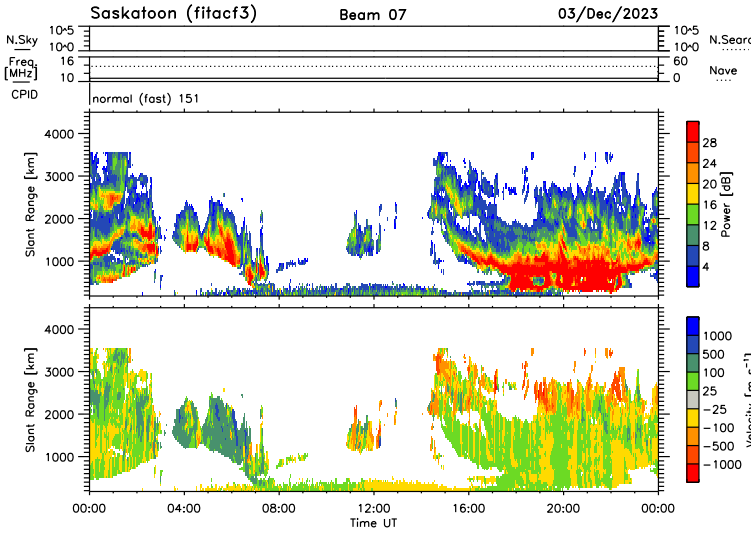 Saskatoon (fitacf3) Beam 07 03/Dec/2023
N.Sky 10^5 10^0 10^5 10^0 N.Searc
Freq. [MHz] 16 10 60 0 Nave
CPID normal (fast) 151
Slant Range [km] 4000 3000 2000 1000
Power [dB] 28 24 20 16 12 8 4
Slant Range [km] 4000 3000 2000 1000
Velocity [m s^-1] 1000 500 100 25 -25 -100 -500 -1000
00:00 04:00 08:00 12:00 16:00 20:00 00:00
Time UT